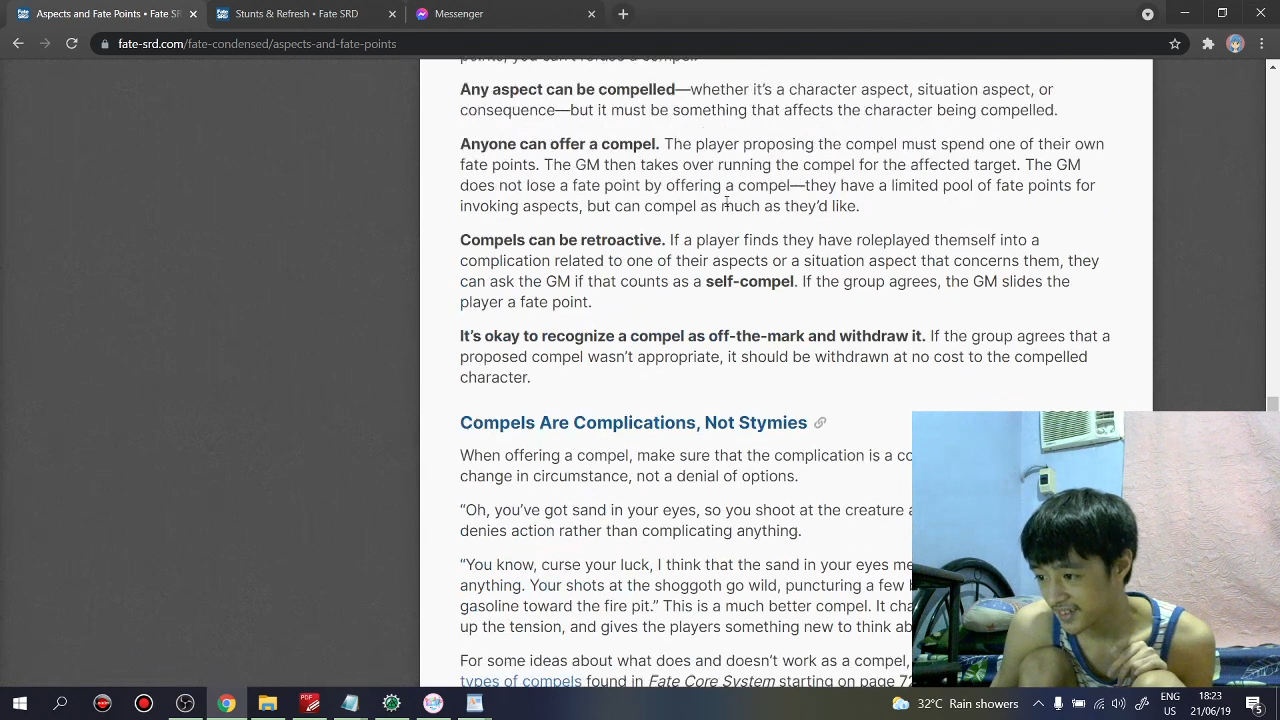 Aspects and Fate Points • Fate SR
Stunts & Refresh • Fate SRD
Messenger
fate-srd.com/fate-condensed/aspects-and-fate-points
points, you can't refuse a compel.
Any aspect can be compelled—whether it's a character aspect, situation aspect, or
consequence—but it must be something that affects the character being compelled.
Anyone can offer a compel. The player proposing the compel must spend one of their own
fate points. The GM then takes over running the compel for the affected target. The GM
does not lose a fate point by offering a compel—they have a limited pool of fate points for
invoking aspects, but can compel as much as they'd like.
Compels can be retroactive. If a player finds they have roleplayed themself into a
complication related to one of their aspects or a situation aspect that concerns them, they
can ask the GM if that counts as a self-compel. If the group agrees, the GM slides the
player a fate point.
It's okay to recognize a compel as off-the-mark and withdraw it. If the group agrees that a
proposed compel wasn't appropriate, it should be withdrawn at no cost to the compelled
character.
Compels Are Complications, Not Stymies
When offering a compel, make sure that the complication is a co
change in circumstance, not a denial of options.
“Oh, you've got sand in your eyes, so you shoot at the creature a
denies action rather than complicating anything.
“You know, curse your luck, I think that the sand in your eyes me
anything. Your shots at the shoggoth go wild, puncturing a few
gasoline toward the fire pit.” This is a much better compel. It cha
up the tension, and gives the players something new to think ab
For some ideas about what does and doesn't work as a compel,
types of compels found in Fate Core System starting on page 7
32°C Rain showers
ENG
US
18:23
21/06/19
5